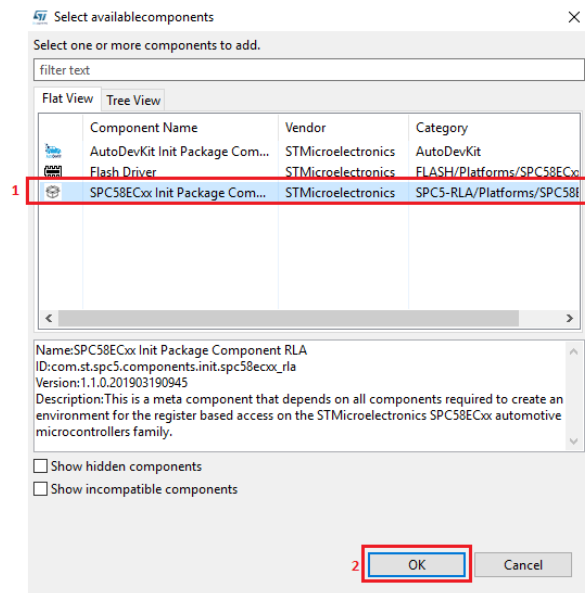 Select availablecomponents
Select one or more components to add.
filter text
Flat View Tree View
Component Name Vendor Category
AutoDevKit Init Package Com... STMicroelectronics AutoDevKit
Flash Driver STMicroelectronics FLASH/Platforms/SPC58ECxx
1 SPC58ECxx Init Package Com... STMicroelectronics SPC5-RLA/Platforms/SPC58E
Name:SPC58ECxx Init Package Component RLA
ID:com.st.spc5.components.init.spc58ecxx_rla
Version:1.1.0.201903190945
Description:This is a meta component that depends on all components required to create an
environment for the register based access on the STMicroelectronics SPC58ECxx automotive
microcontrollers family.
Show hidden components
Show incompatible components
2 OK Cancel